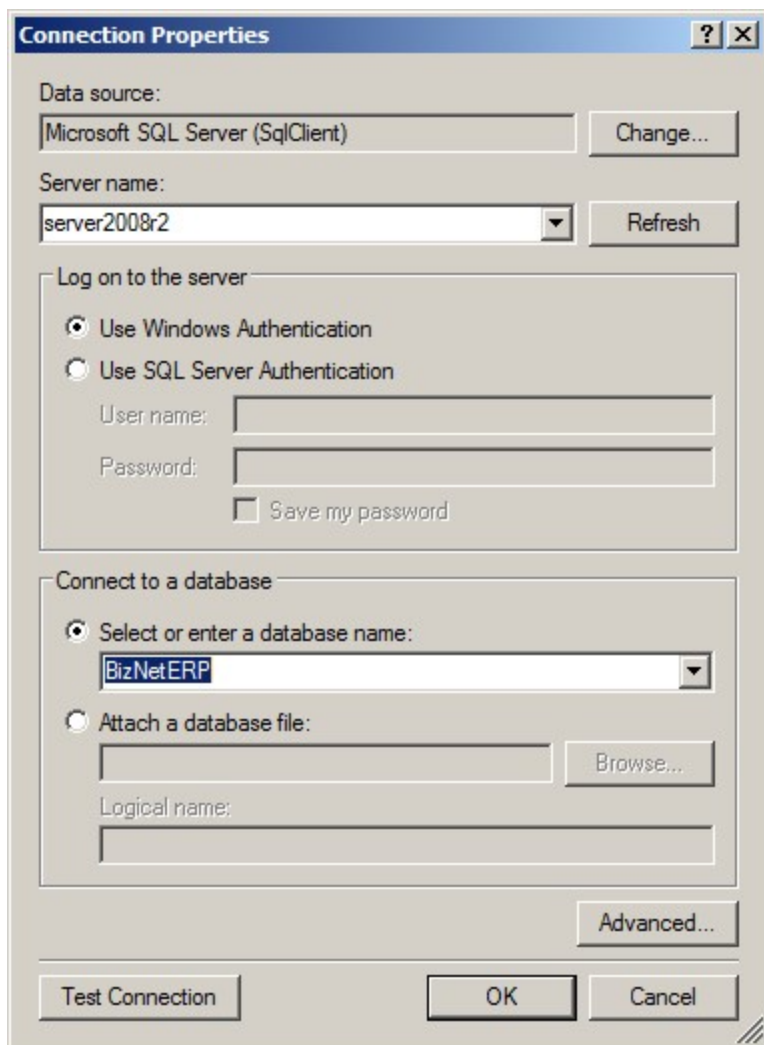 Connection Properties
Data source:
Microsoft SQL Server (SqlClient)
Change...
Server name:
server2008r2
Refresh
Log on to the server
Use Windows Authentication
Use SQL Server Authentication
User name:
Password:
Save my password
Connect to a database
Select or enter a database name:
BizNetERP
Attach a database file:
Browse...
Logical name:
Advanced...
Test Connection
OK
Cancel